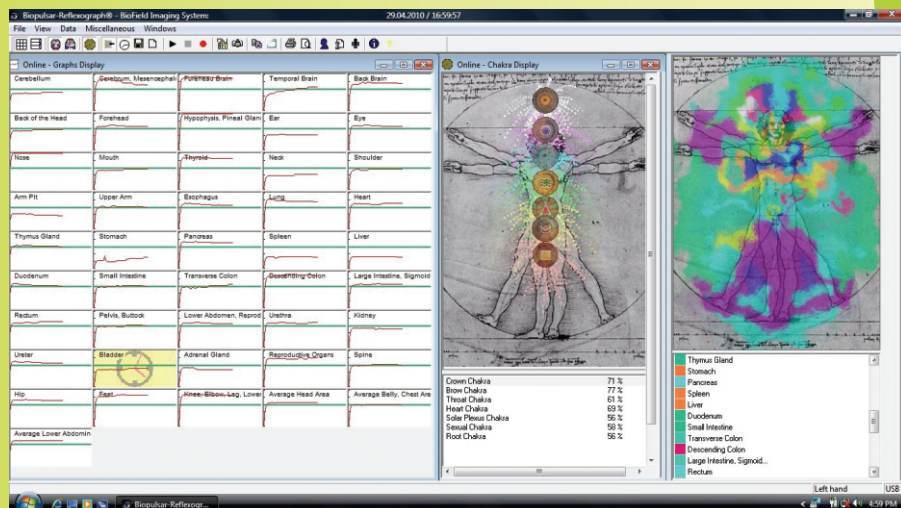 Biopulsar-Reflexograph® - BioField Imaging System:
29.04.2010 / 16:59:57
File View Data Miscellaneous Windows
Online - Graphs Display
Cerebellum
Cerebrum, Mesencephal
Forehead Brain
Temporal Brain
Back Brain
Back of the Head
Forehead
Hypophysis, Pineal Glan
Ear
Eye
Nose
Mouth
Thyroid
Neck
Shoulder
Arm Pit
Upper Arm
Esophagus
Lung
Heart
Thymus Gland
Stomach
Pancreas
Spleen
Liver
Duodenum
Small Intestine
Transverse Colon
Descending Colon
Large Intestine, Sigmoid
Rectum
Pelvis, Buttock
Lower Abdomen, Reprod
Urethra
Kidney
Ureter
Bladder
Adrenal Gland
Reproductive Organs
Spine
Hip
Feet
Knee, Elbow, Leg, Lower
Average Head Area
Average Belly, Chest Are
Average Lower Abdomin
Online - Chakra Display
Crown Chakra 71 %
Brow Chakra 77 %
Throat Chakra 61 %
Heart Chakra 69 %
Solar Plexus Chakra 56 %
Sexual Chakra 58 %
Root Chakra 56 %
Thymus Gland
Stomach
Pancreas
Spleen
Liver
Duodenum
Small Intestine
Transverse Colon
Descending Colon
Large Intestine, Sigmoid...
Rectum
Left hand USB
Biopulsar-Reflexogr...
4:59 PM